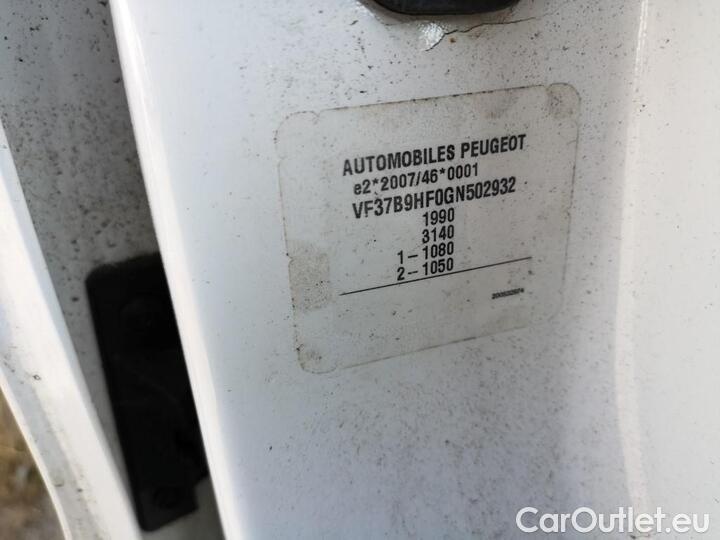 AUTOMOBILES PEUGEOT
e2*2007/46*0001
VF37B9HF0GN502932
1990
3140
1-1080
2-1050
CarOutlet.eu